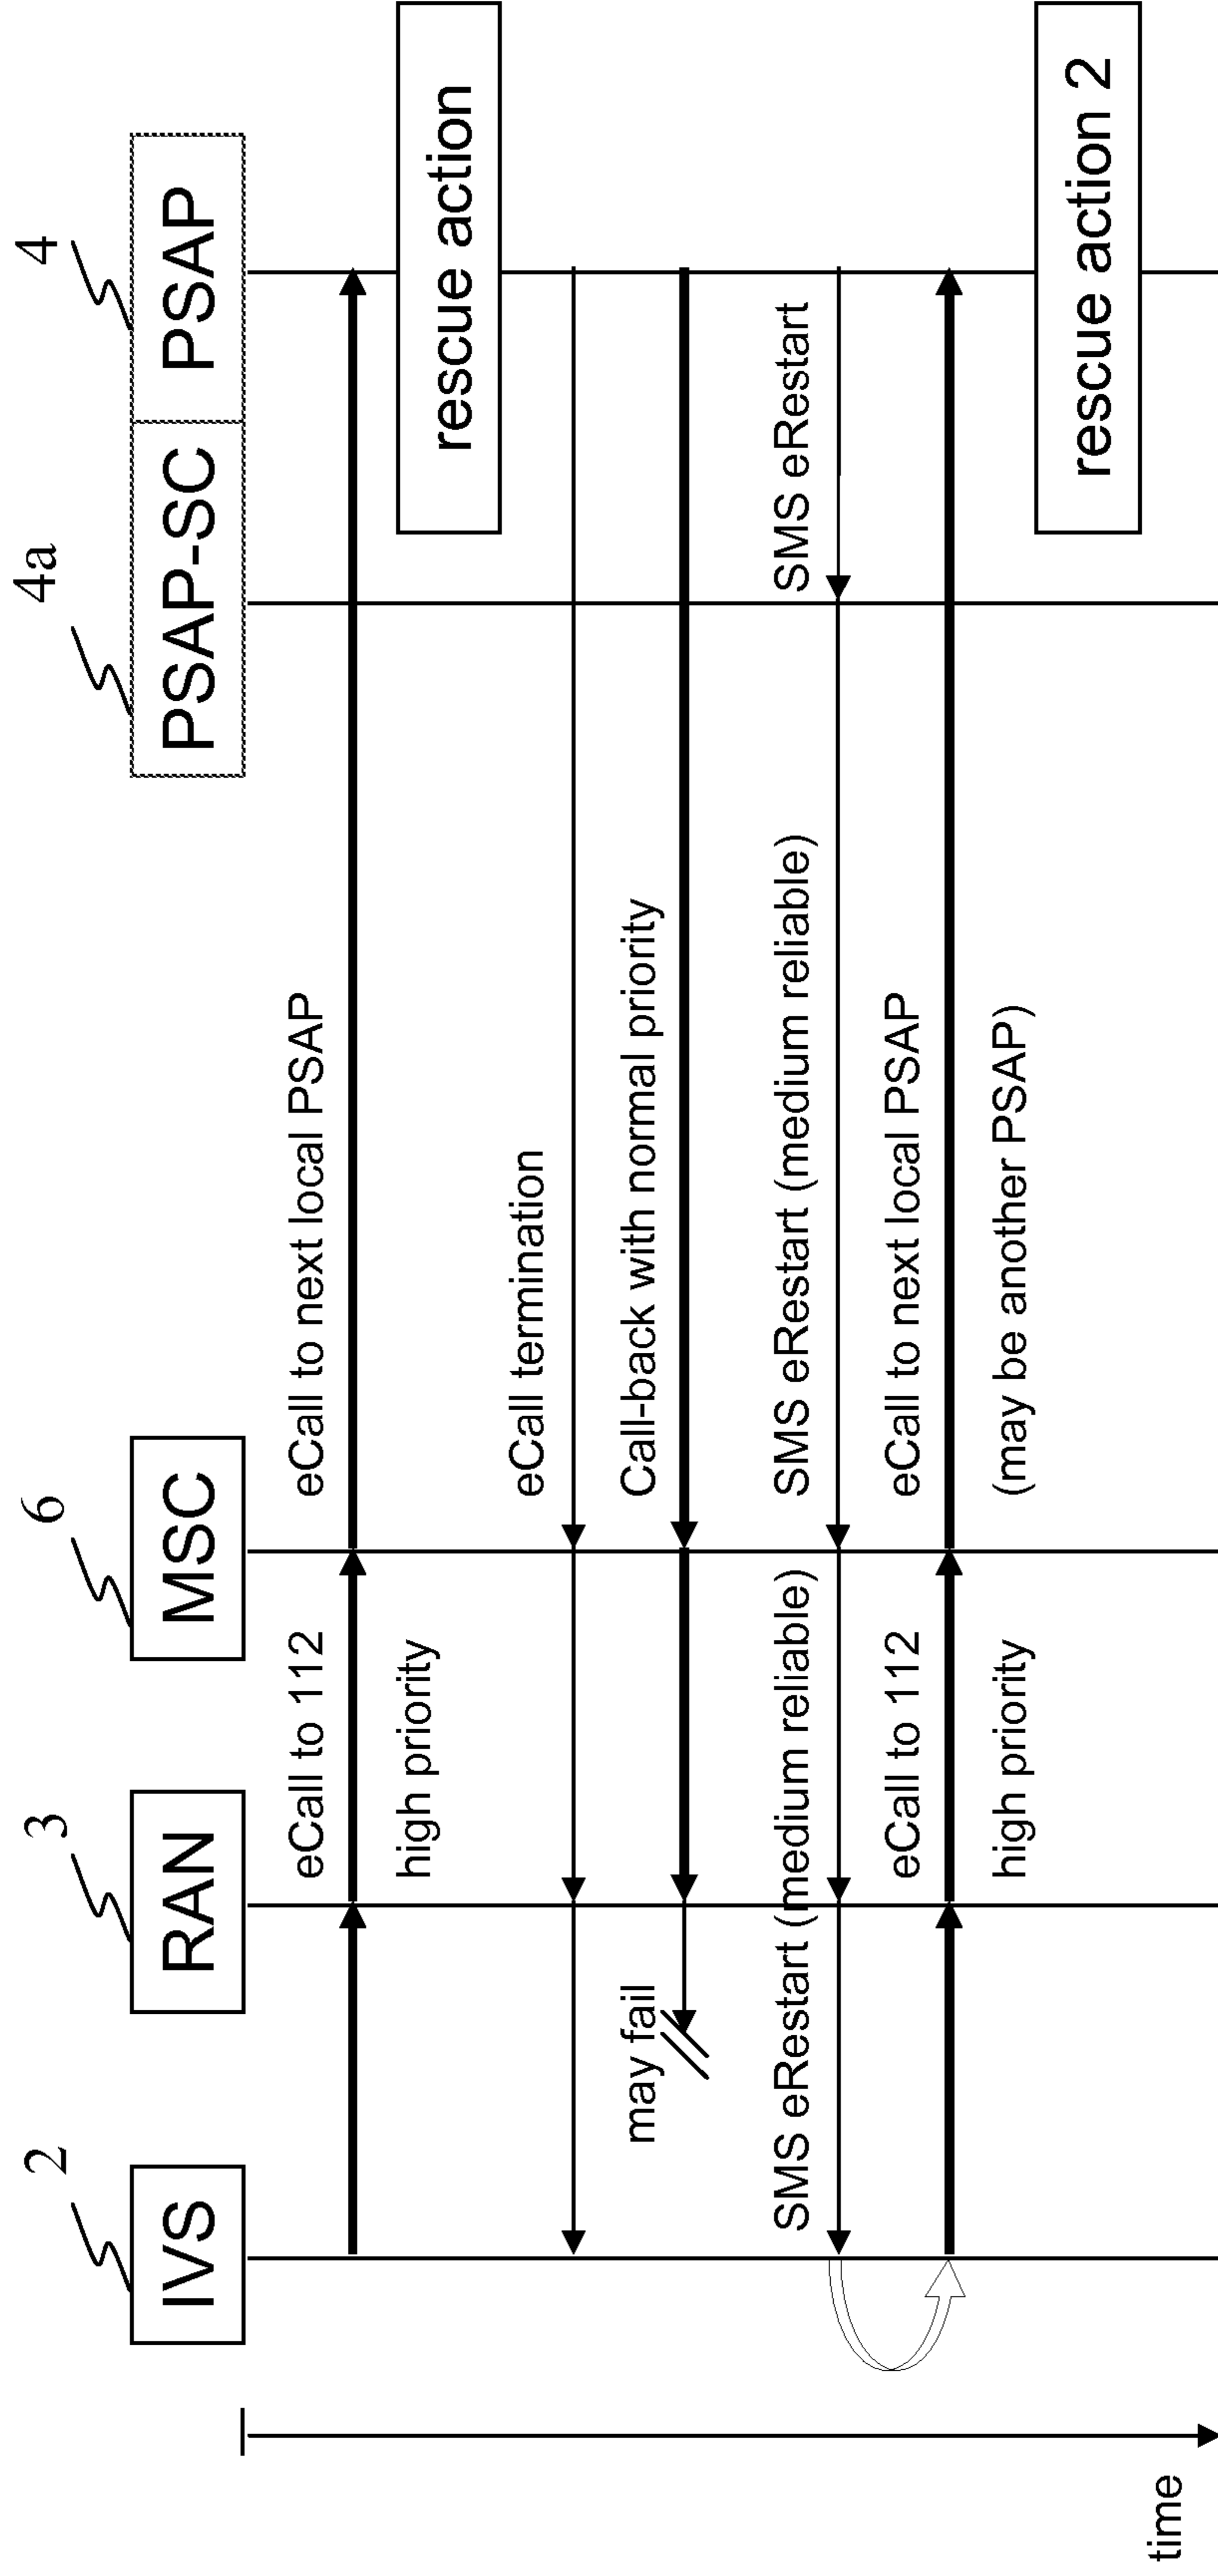 2
3
6
4a
4
IVS
RAN
MSC
PSAP-SC
PSAP
eCall to 112
eCall to next local PSAP
high priority
rescue action
eCall termination
may fail
Call-back with normal priority
SMS eRestart (medium reliable)
SMS eRestart (medium reliable)
SMS eRestart
eCall to 112
eCall to next local PSAP
high priority
(may be another PSAP)
rescue action 2
time